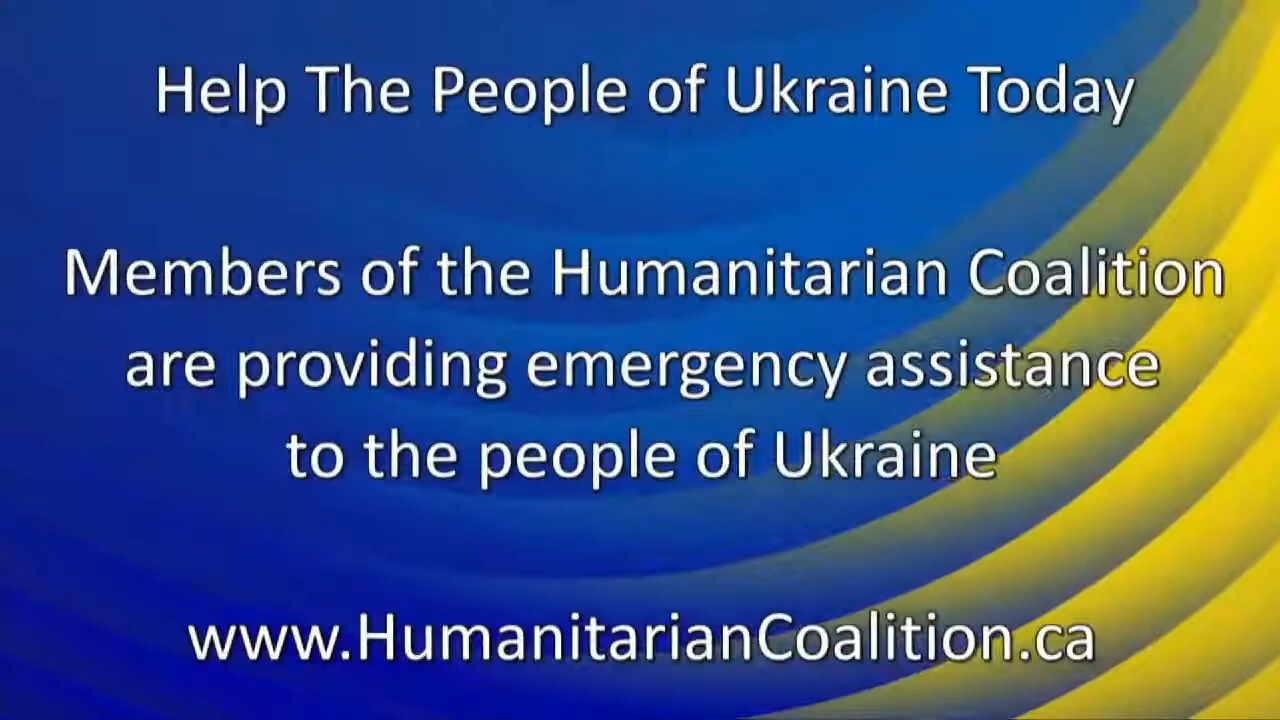 Help The People of Ukraine Today
Members of the Humanitarian Coalition
are providing emergency assistance
to the people of Ukraine
www.HumanitarianCoalition.ca